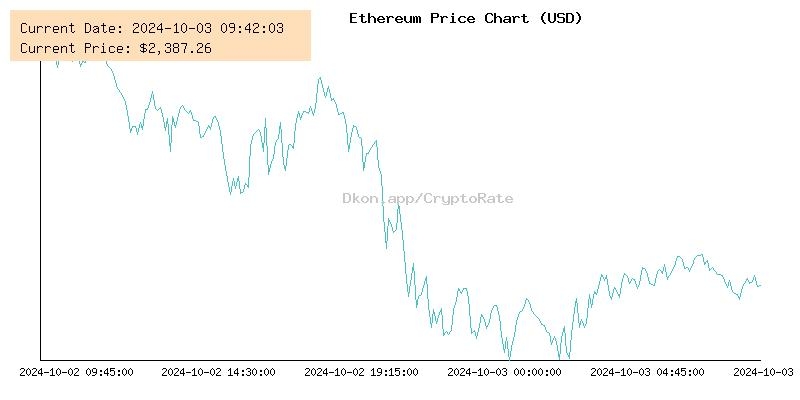 Ethereum Price Chart (USD)
Current Date: 2024-10-03 09:42:03
Current Price: $2,387.26
Dkon.app/CryptoRate
2024-10-02 09:45:00 2024-10-02 14:30:00 2024-10-02 19:15:00 2024-10-03 00:00:00 2024-10-03 04:45:00 2024-10-03